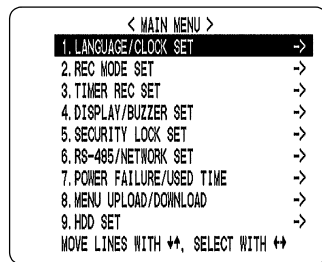 < MAIN MENU >
1. LANGUAGE/CLOCK SET ->
2. REC MODE SET ->
3. TIMER REC SET ->
4. DISPLAY/BUZZER SET ->
5. SECURITY LOCK SET ->
6. RS-485/NETWORK SET ->
7. POWER FAILURE/USED TIME ->
8. MENU UPLOAD/DOWNLOAD ->
9. HDD SET ->
MOVE LINES WITH ↓↑, SELECT WITH ←→